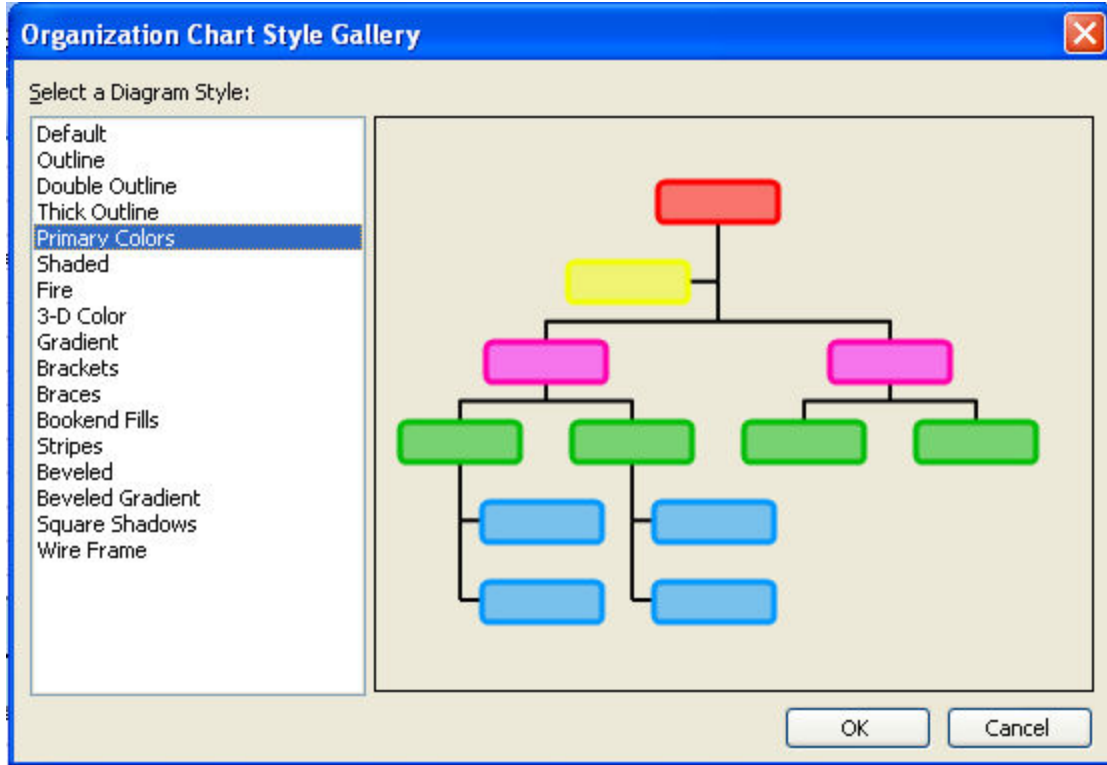 Organization Chart Style Gallery
Select a Diagram Style:
Default
Outline
Double Outline
Thick Outline
Primary Colors
Shaded
Fire
3-D Color
Gradient
Brackets
Braces
Bookend Fills
Stripes
Beveled
Beveled Gradient
Square Shadows
Wire Frame
OK
Cancel